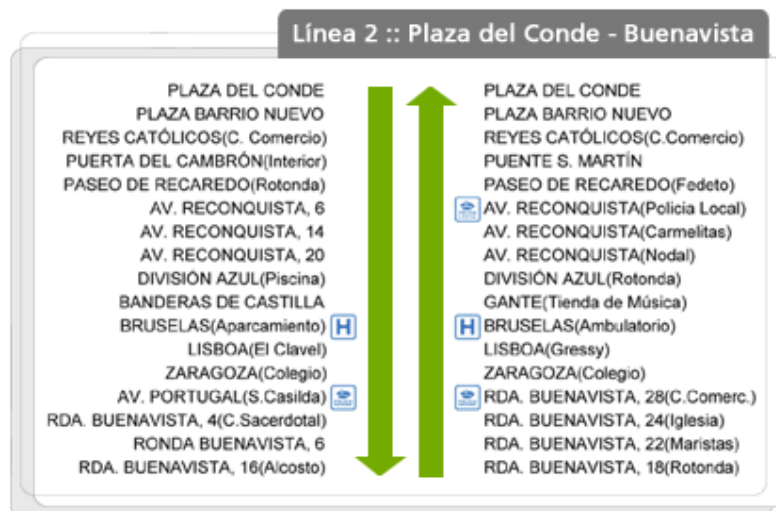 Línea 2 :: Plaza del Conde - Buenavista
PLAZA DEL CONDE
PLAZA BARRIO NUEVO
REYES CATÓLICOS(C. Comercio)
PUERTA DEL CAMBRÓN(Interior)
PASEO DE RECAREDO(Rotonda)
AV. RECONQUISTA, 6
AV. RECONQUISTA, 14
AV. RECONQUISTA, 20
DIVISIÓN AZUL(Piscina)
BANDERAS DE CASTILLA
BRUSELAS(Aparcamiento) H
LISBOA(El Clavel)
ZARAGOZA(Colegio)
AV. PORTUGAL(S.Casilda)
RDA. BUENAVISTA, 4(C.Sacerdotal)
RONDA BUENAVISTA, 6
RDA. BUENAVISTA, 16(Alcosto)
PLAZA DEL CONDE
PLAZA BARRIO NUEVO
REYES CATÓLICOS(C.Comercio)
PUENTE S. MARTÍN
PASEO DE RECAREDO(Fedeto)
AV. RECONQUISTA(Policia Local)
AV. RECONQUISTA(Carmelitas)
AV. RECONQUISTA(Nodal)
DIVISIÓN AZUL(Rotonda)
GANTE(Tienda de Música)
H BRUSELAS(Ambulatorio)
LISBOA(Gressy)
ZARAGOZA(Colegio)
RDA. BUENAVISTA, 28(C.Comerc.)
RDA. BUENAVISTA, 24(Iglesia)
RDA. BUENAVISTA, 22(Maristas)
RDA. BUENAVISTA, 18(Rotonda)